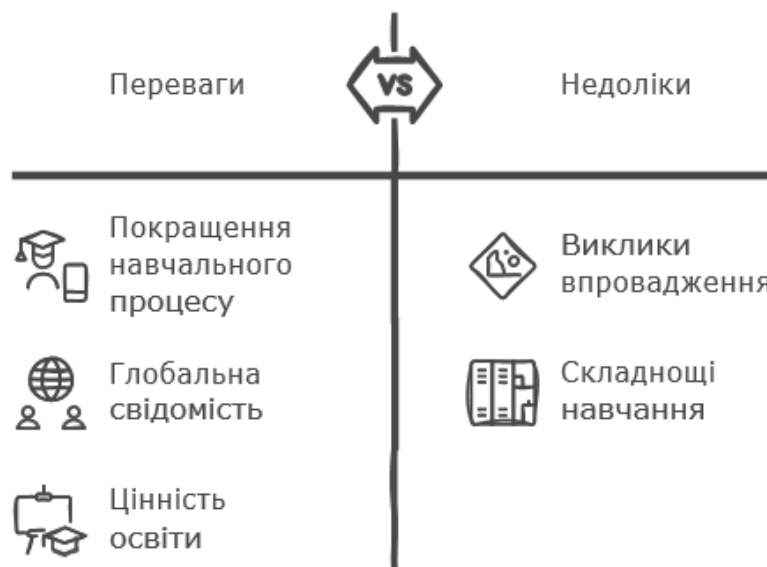 Переваги
VS
Недоліки
Покращення
навчального
процесу
Виклики
впровадження
Глобальна
свідомість
Складнощі
навчання
Цінність
освіти